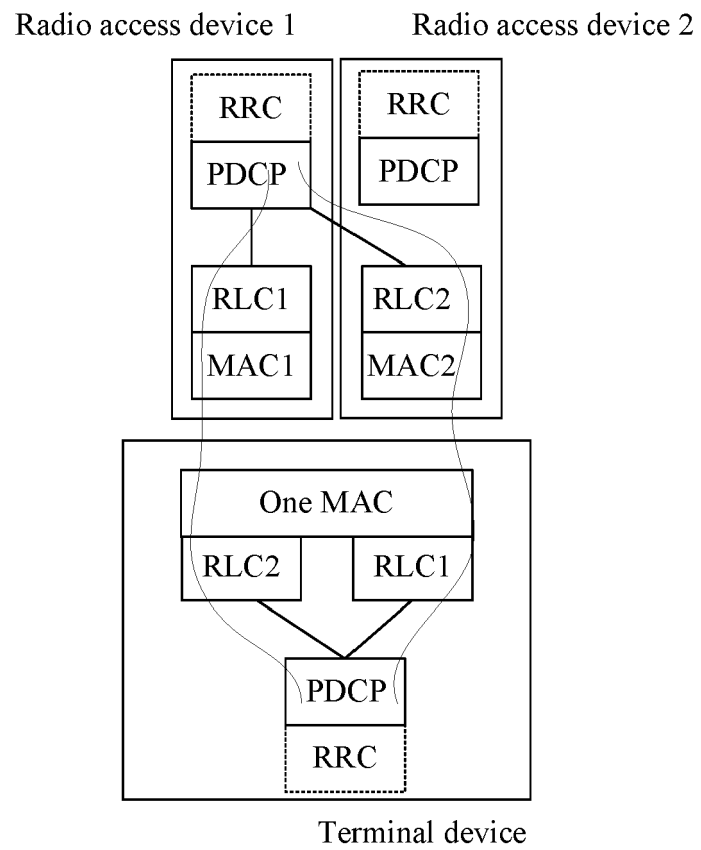 Radio access device 1
Radio access device 2
RRC
PDCP
RLC1
MAC1
RRC
PDCP
RLC2
MAC2
One MAC
RLC2
RLC1
PDCP
RRC
Terminal device